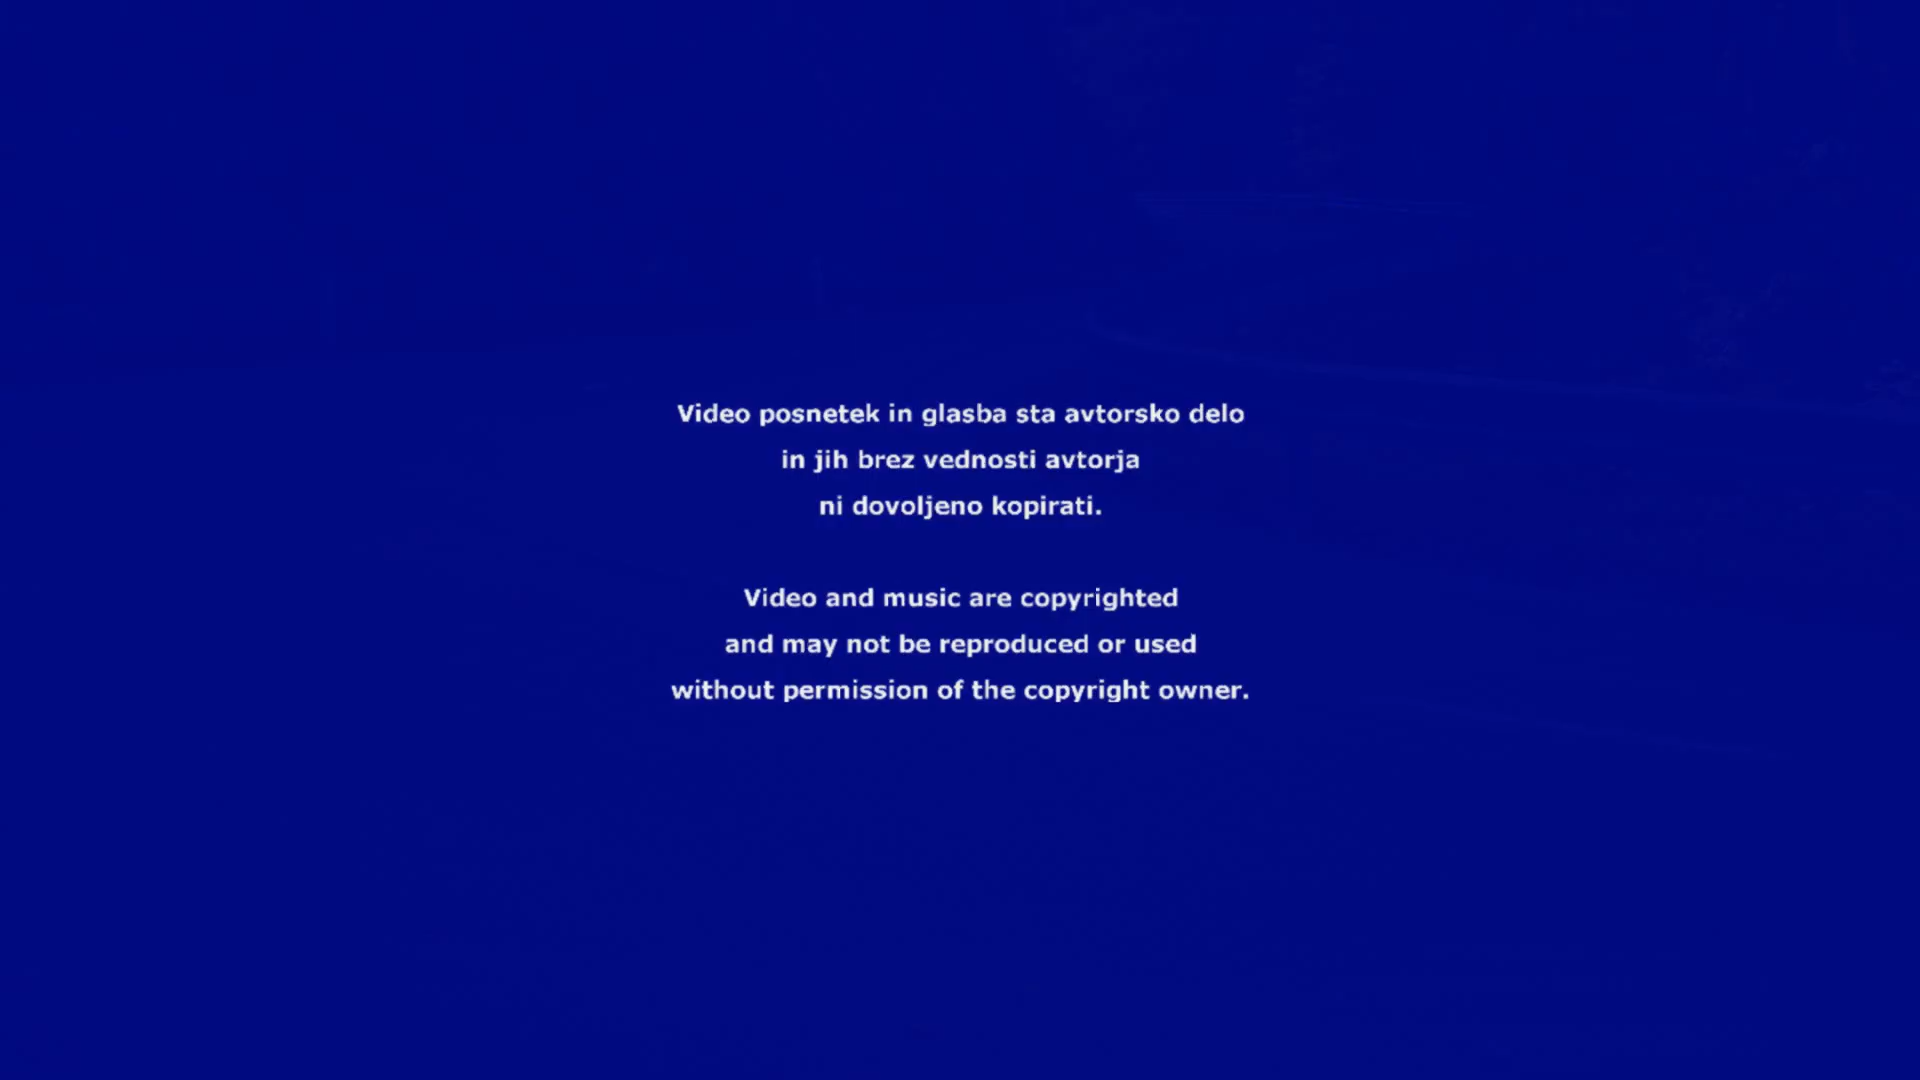 Video posnetek in glasba sta avtorsko delo
in jih brez vednosti avtorja
ni dovoljeno kopirati.
Video and music are copyrighted
and may not be reproduced or used
without permission of the copyright owner.